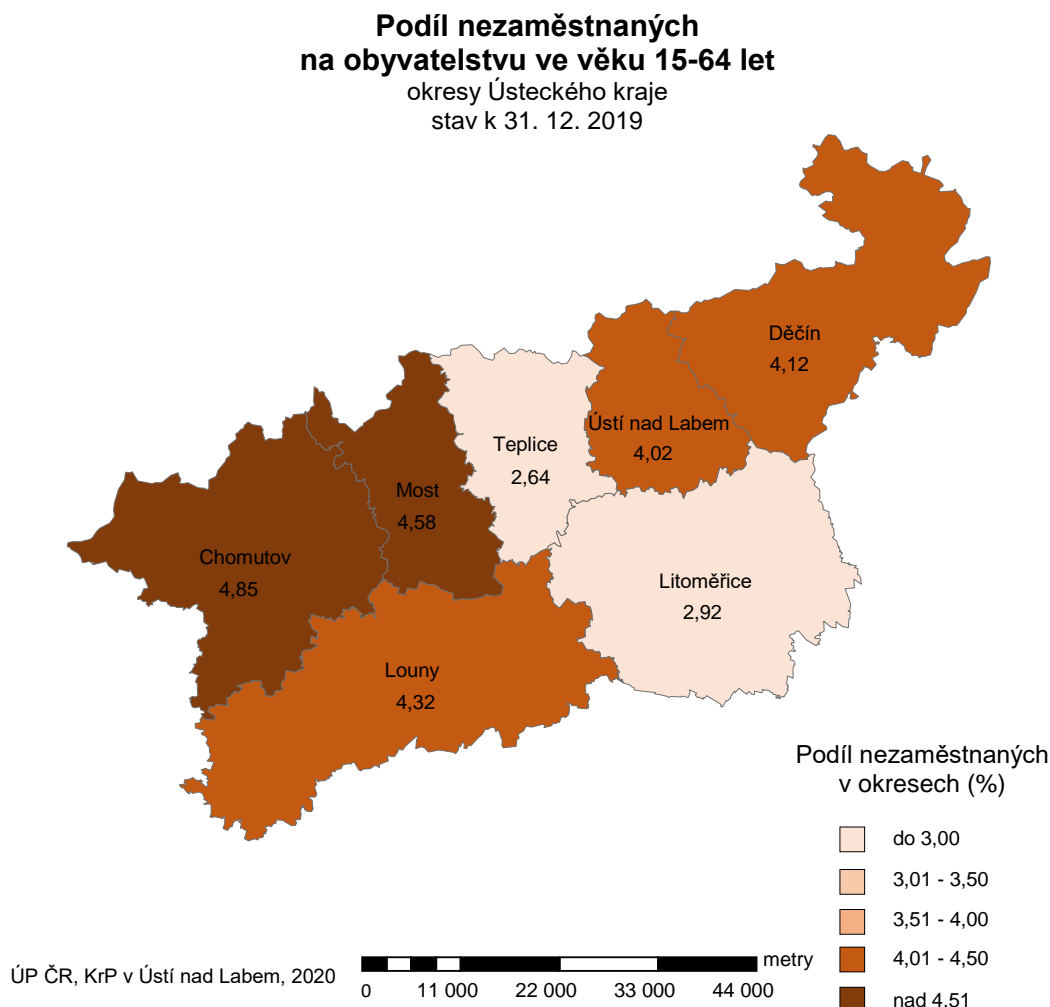 Podíl nezaměstnaných
na obyvatelstvu ve věku 15-64 let
okresy Ústeckého kraje
stav k 31. 12. 2019
Děčín
4,12
Ústí nad Labem
4,02
Teplice
2,64
Most
4,58
Chomutov
4,85
Litoměřice
2,92
Louny
4,32
Podíl nezaměstnaných
v okresech (%)
do 3,00
3,01 - 3,50
3,51 - 4,00
4,01 - 4,50
nad 4,51
ÚP ČR, KrP v Ústí nad Labem, 2020
metry
0 11 000 22 000 33 000 44 000